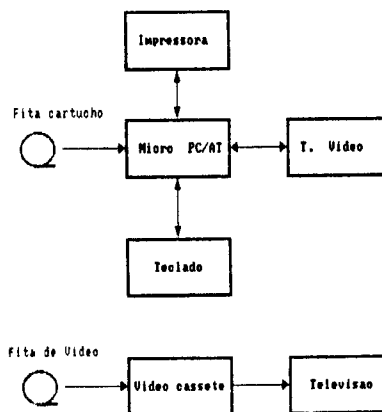 Impressora
Fita cartucho
Micro PC/AT
T. Video
Teclado
Fita de Video
Video cassete
Televisao